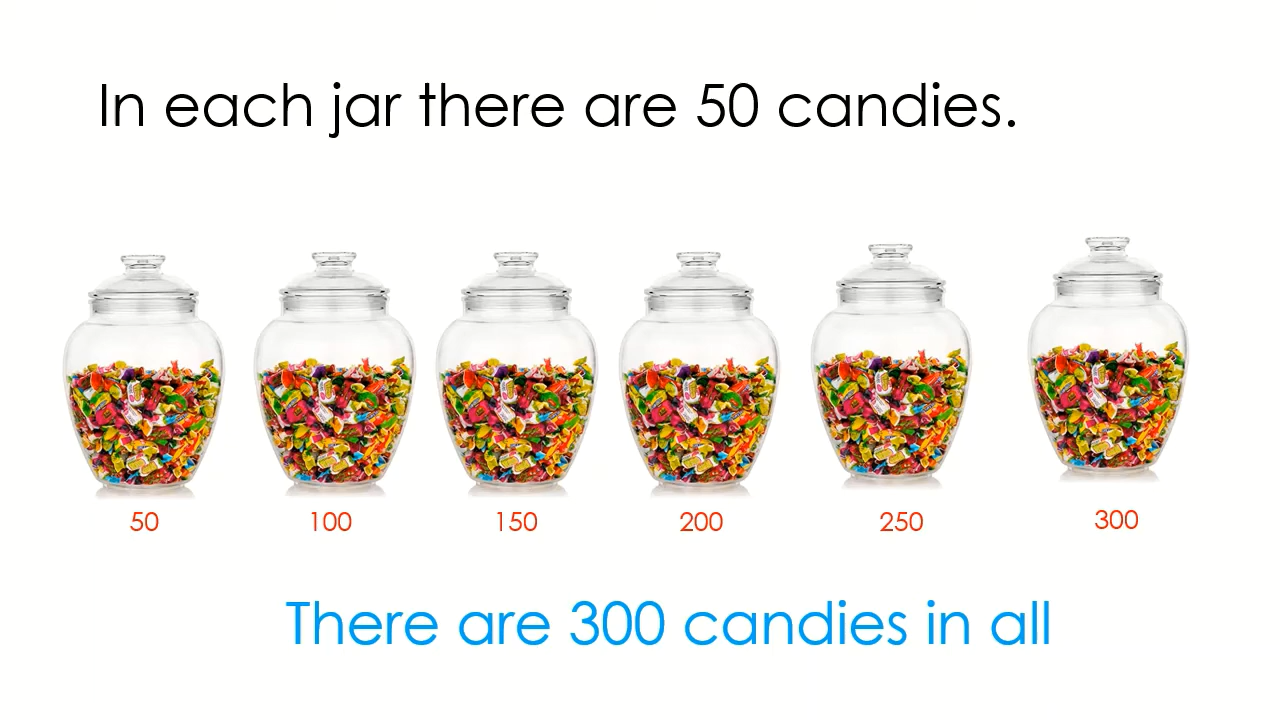 In each jar there are 50 candies.
50 100 150 200 250 300
There are 300 candies in all